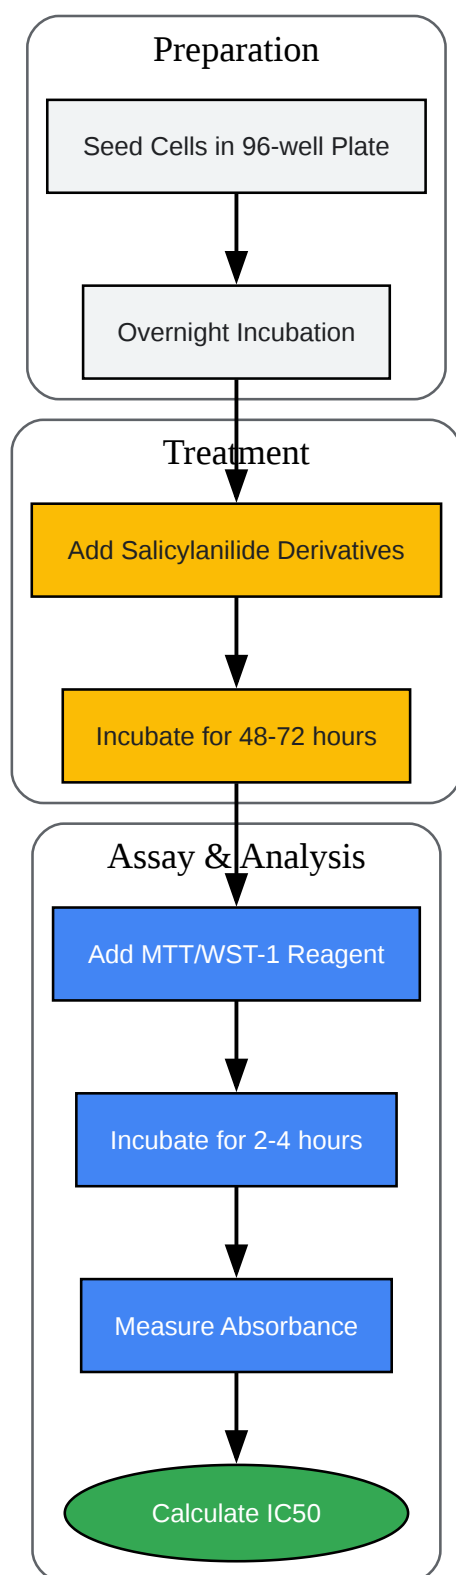 Preparation
Seed Cells in 96-well Plate
Overnight Incubation
Treatment
Add Salicylanilide Derivatives
Incubate for 48-72 hours
Assay & Analysis
Add MTT/WST-1 Reagent
Incubate for 2-4 hours
Measure Absorbance
Calculate IC50